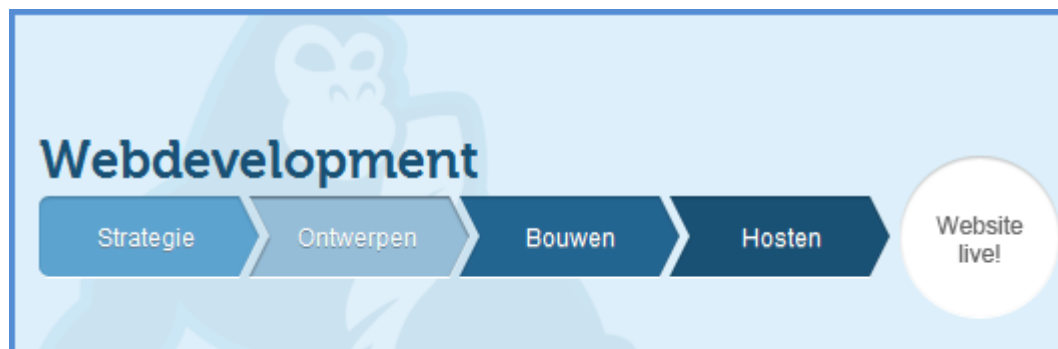 Webdevelopment
Strategie
Ontwerpen
Bouwen
Hosten
Website
live!